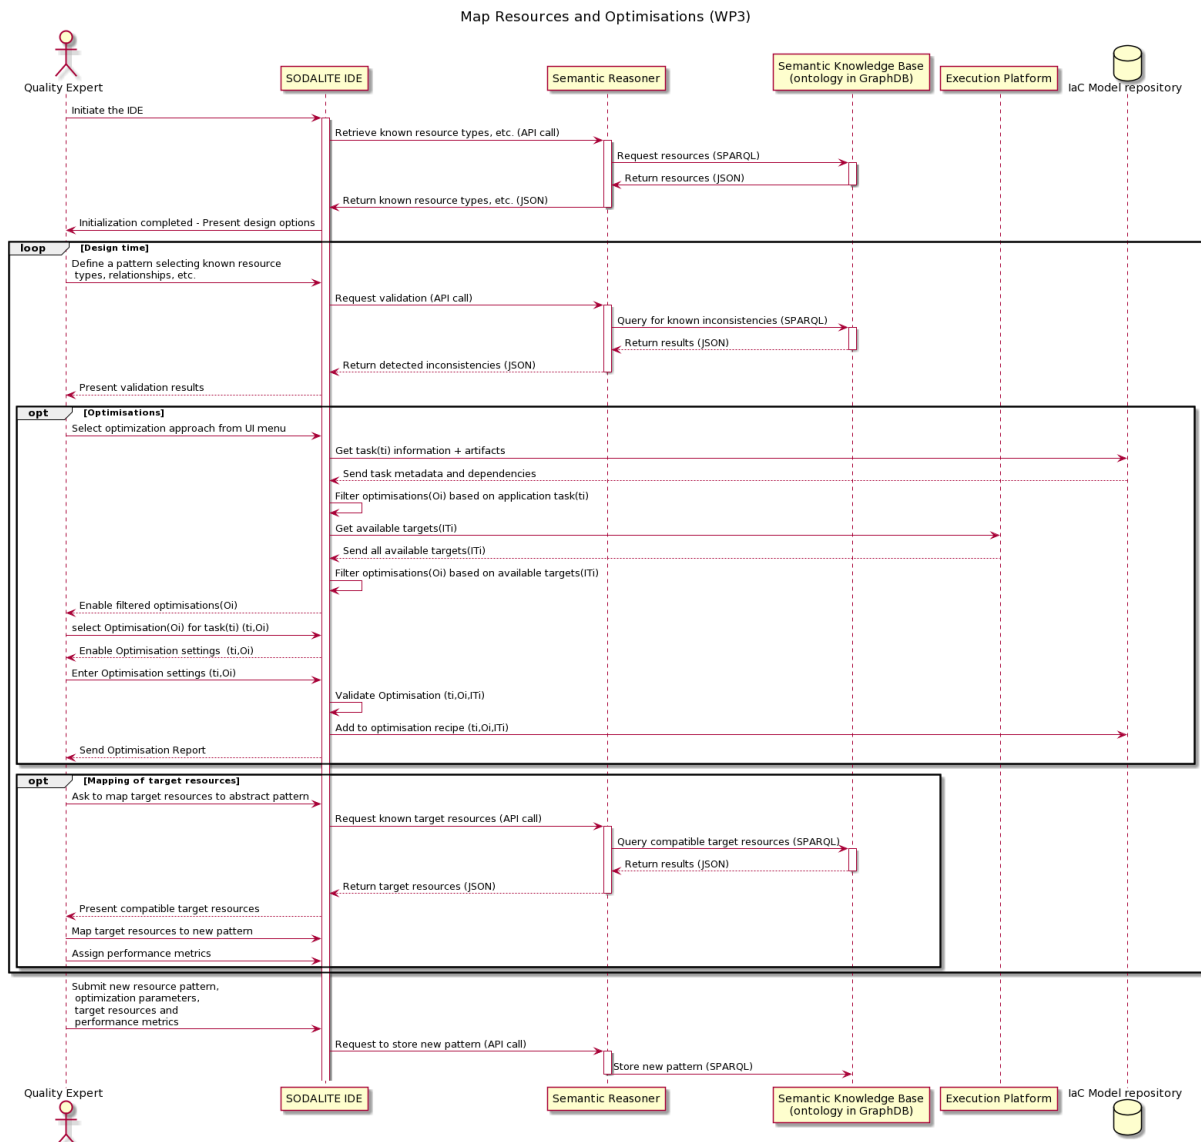 Map Resources and Optimisations (WP3)
Quality Expert
SODALITE IDE
Semantic Reasoner
Semantic Knowledge Base
(ontology in GraphDB)
Execution Platform
IaC Model repository
Initiate the IDE
Retrieve known resource types, etc. (API call)
Request resources (SPARQL)
Return resources (JSON)
Return known resource types, etc. (JSON)
Initialization completed - Present design options
loop [Design time]
Define a pattern selecting known resource
types, relationships, etc.
Request validation (API call)
Query for known inconsistencies (SPARQL)
Return results (JSON)
Return detected inconsistencies (JSON)
Present validation results
opt [Optimisations]
Select optimization approach from UI menu
Get task(ti) information + artifacts
Send task metadata and dependencies
Filter optimisations(Oi) based on application task(ti)
Get available targets(ITi)
Send all available targets(ITi)
Filter optimisations(Oi) based on available targets(ITi)
Enable filtered optimisations(Oi)
select Optimisation(Oi) for task(ti) (ti,Oi)
Enable Optimisation settings (ti,Oi)
Enter Optimisation settings (ti,Oi)
Validate Optimisation (ti,Oi,ITi)
Add to optimisation recipe (ti,Oi,ITi)
Send Optimisation Report
opt [Mapping of target resources]
Ask to map target resources to abstract pattern
Request known target resources (API call)
Query compatible target resources (SPARQL)
Return results (JSON)
Return target resources (JSON)
Present compatible target resources
Map target resources to new pattern
Assign performance metrics
Submit new resource pattern,
optimization parameters,
target resources and
performance metrics
Request to store new pattern (API call)
Store new pattern (SPARQL)
Quality Expert
SODALITE IDE
Semantic Reasoner
Semantic Knowledge Base
(ontology in GraphDB)
Execution Platform
IaC Model repository